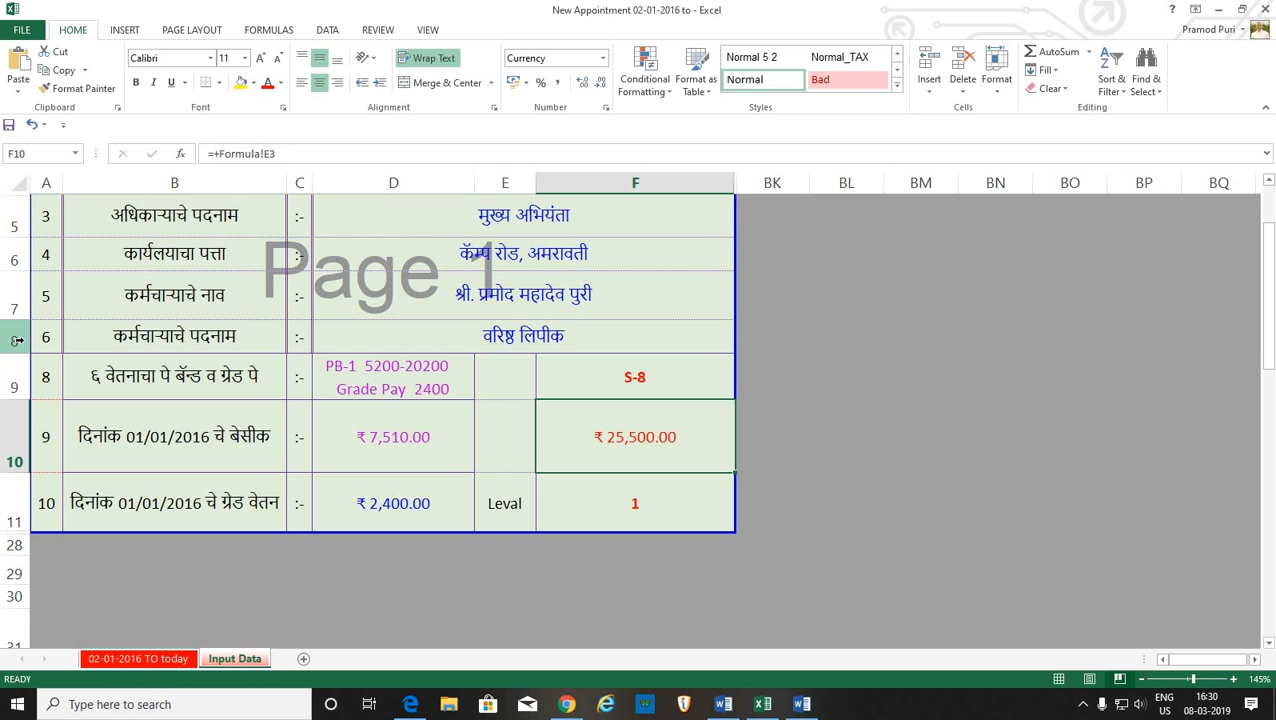 New Appointment 02-01-2016 to - Excel
FILE HOME INSERT PAGE LAYOUT FORMULAS DATA REVIEW VIEW Pramod Puri
Paste
Cut
Copy
Format Painter
Clipboard
Calibri 11
B I U
Font
Wrap Text
Merge & Center
Alignment
Currency
%
Number
Conditional Formatting
Format as Table
Normal 5 2 Normal_TAX
Normal Bad
Styles
Insert Delete Format
Cells
AutoSum
Fill
Clear
Sort & Filter
Find & Select
Editing
F10 fx =+Formula!E3
A B C D E F BK BL BM BN BO BP BQ
5 3 अधिकाऱ्याचे पदनाम :- मुख्य अभियंता
6 4 कार्यलयाचा पत्ता :- कॅम्प रोड, अमरावती
Page 1
7 5 कर्मचाऱ्याचे नाव :- श्री. प्रमोद महादेव पुरी
8 6 कर्मचाऱ्याचे पदनाम :- वरिष्ठ लिपीक
9 8 ६ वेतनाचा पे बॅन्ड व ग्रेड पे :- PB-1 5200-20200 S-8
Grade Pay 2400
10 9 दिनांक 01/01/2016 चे बेसीक :- ₹ 7,510.00 ₹ 25,500.00
11 10 दिनांक 01/01/2016 चे ग्रेड वेतन :- ₹ 2,400.00 Leval 1
28
29
30
31
02-01-2016 TO today Input Data
READY 145%
Type here to search
ENG 16:30
US 08-03-2019